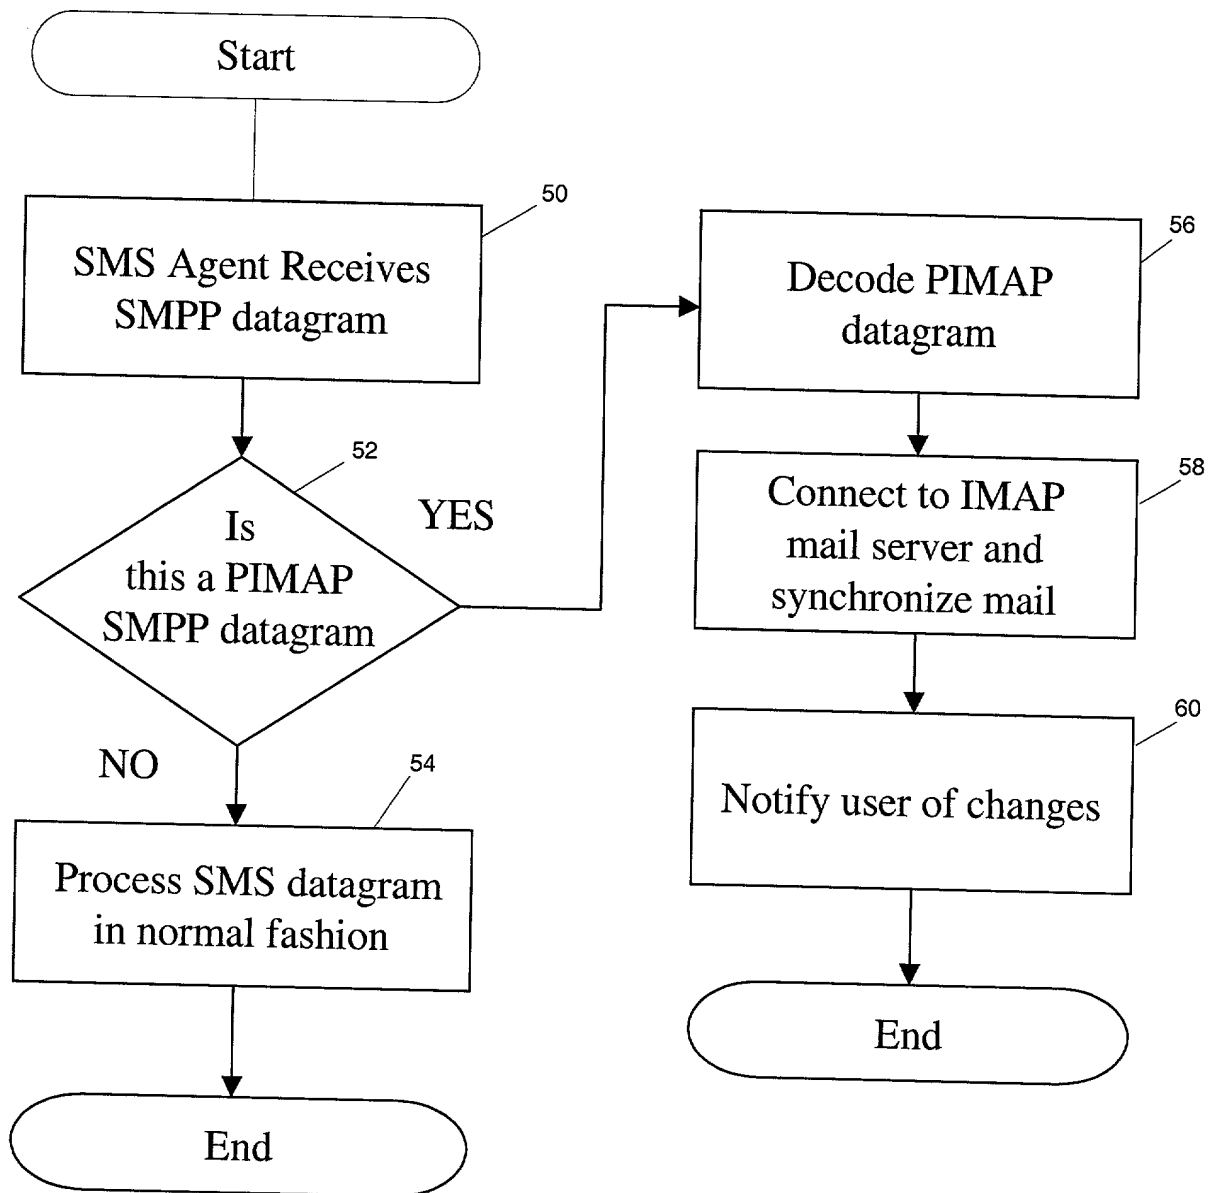 Start
50
SMS Agent Receives
SMPP datagram
52
Is
this a PIMAP
SMPP datagram
YES
NO
54
Process SMS datagram
in normal fashion
End
56
Decode PIMAP
datagram
58
Connect to IMAP
mail server and
synchronize mail
60
Notify user of changes
End